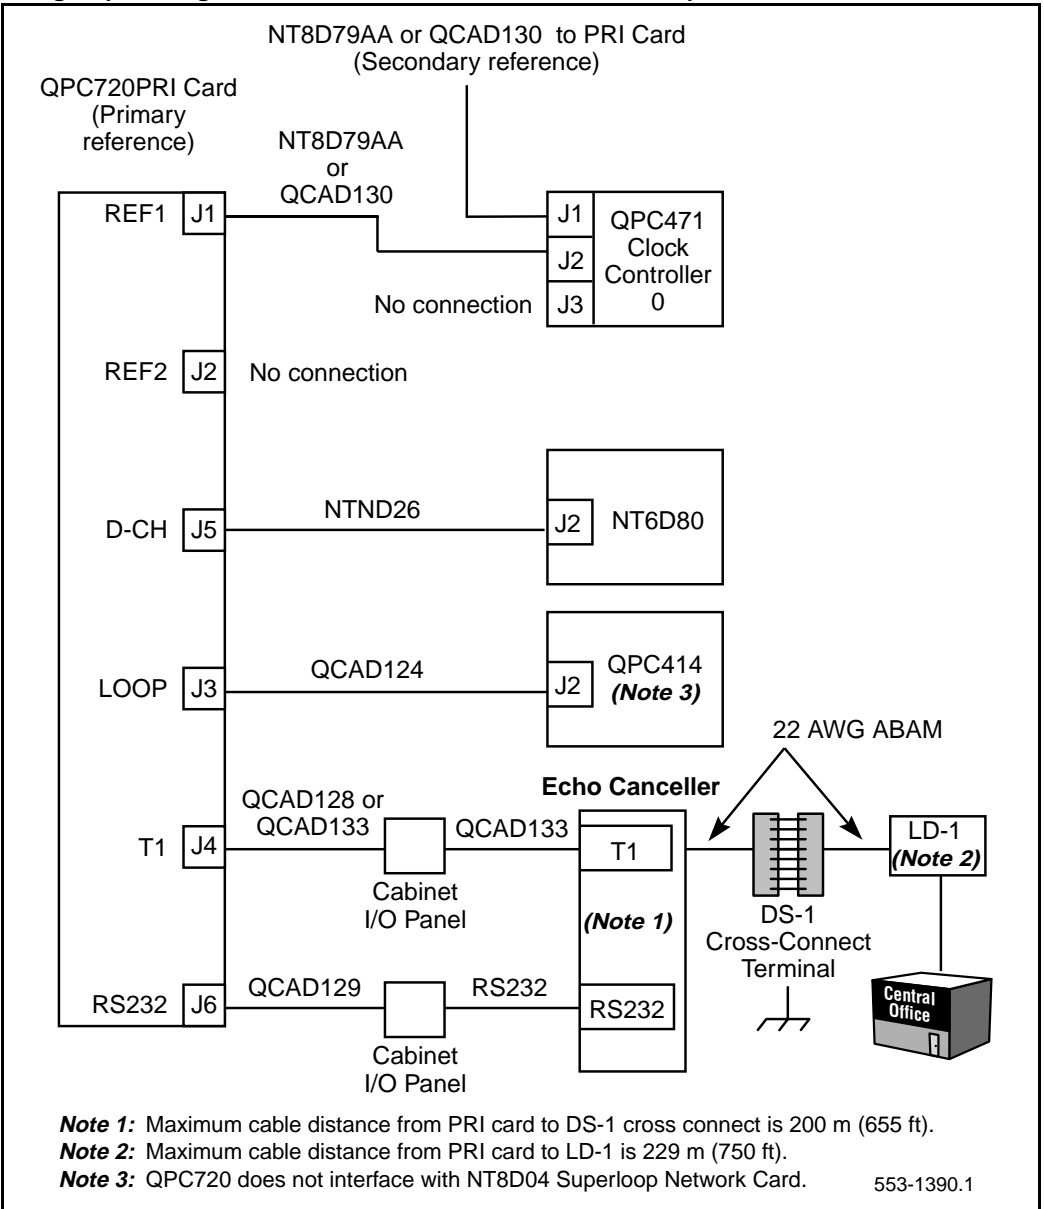 NT8D79AA or QCAD130 to PRI Card
(Secondary reference)
QPC720PRI Card
(Primary
reference)
NT8D79AA
or
QCAD130
REF1 J1
J1
J2
J3
QPC471
Clock
Controller
0
No connection
REF2 J2 No connection
D-CH J5 NTND26 J2 NT6D80
LOOP J3 QCAD124 J2 QPC414
(Note 3)
22 AWG ABAM
Echo Canceller
QCAD128 or
QCAD133
QCAD133
T1 J4
T1
LD-1
(Note 2)
Cabinet
I/O Panel
(Note 1)
DS-1
Cross-Connect
Terminal
RS232 J6 QCAD129 RS232 RS232
Central
Office
Cabinet
I/O Panel
Note 1: Maximum cable distance from PRI card to DS-1 cross connect is 200 m (655 ft).
Note 2: Maximum cable distance from PRI card to LD-1 is 229 m (750 ft).
Note 3: QPC720 does not interface with NT8D04 Superloop Network Card.
553-1390.1